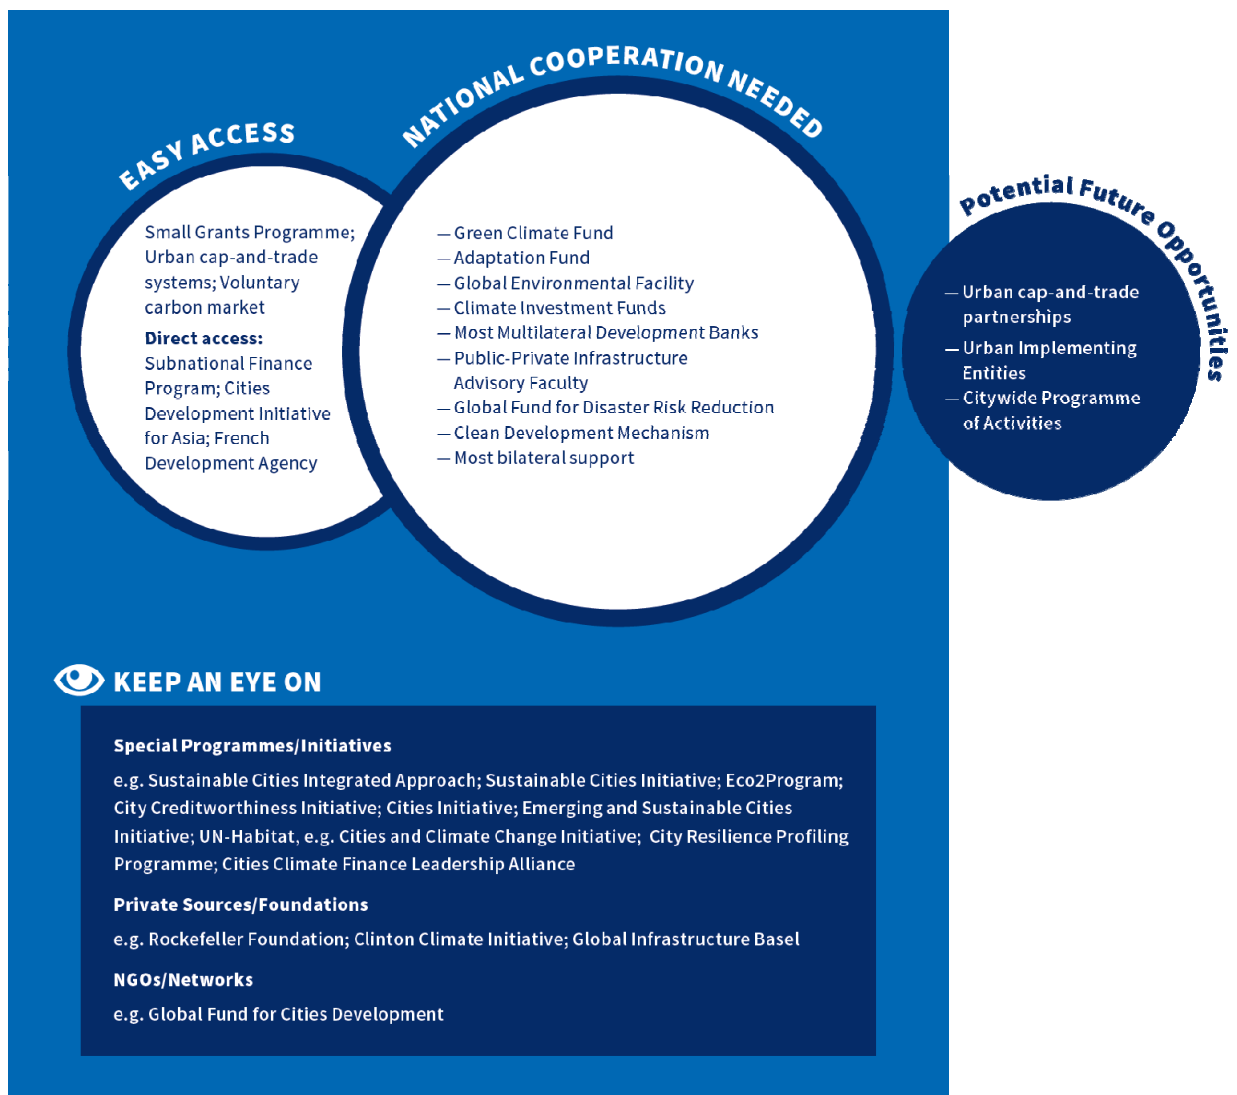 EASY ACCESS
Small Grants Programme;
Urban cap-and-trade
systems; Voluntary
carbon market
Direct access:
Subnational Finance
Program; Cities
Development Initiative
for Asia; French
Development Agency
NATIONAL COOPERATION NEEDED
— Green Climate Fund
— Adaptation Fund
— Global Environmental Facility
— Climate Investment Funds
— Most Multilateral Development Banks
— Public-Private Infrastructure
Advisory Faculty
— Global Fund for Disaster Risk Reduction
— Clean Development Mechanism
— Most bilateral support
Potential Future Opportunities
— Urban cap-and-trade
partnerships
— Urban Implementing
Entities
— Citywide Programme
of Activities
KEEP AN EYE ON
Special Programmes/Initiatives
e.g. Sustainable Cities Integrated Approach; Sustainable Cities Initiative; Eco2Program;
City Creditworthiness Initiative; Cities Initiative; Emerging and Sustainable Cities
Initiative; UN-Habitat, e.g. Cities and Climate Change Initiative; City Resilience Profiling
Programme; Cities Climate Finance Leadership Alliance
Private Sources/Foundations
e.g. Rockefeller Foundation; Clinton Climate Initiative; Global Infrastructure Basel
NGOs/Networks
e.g. Global Fund for Cities Development